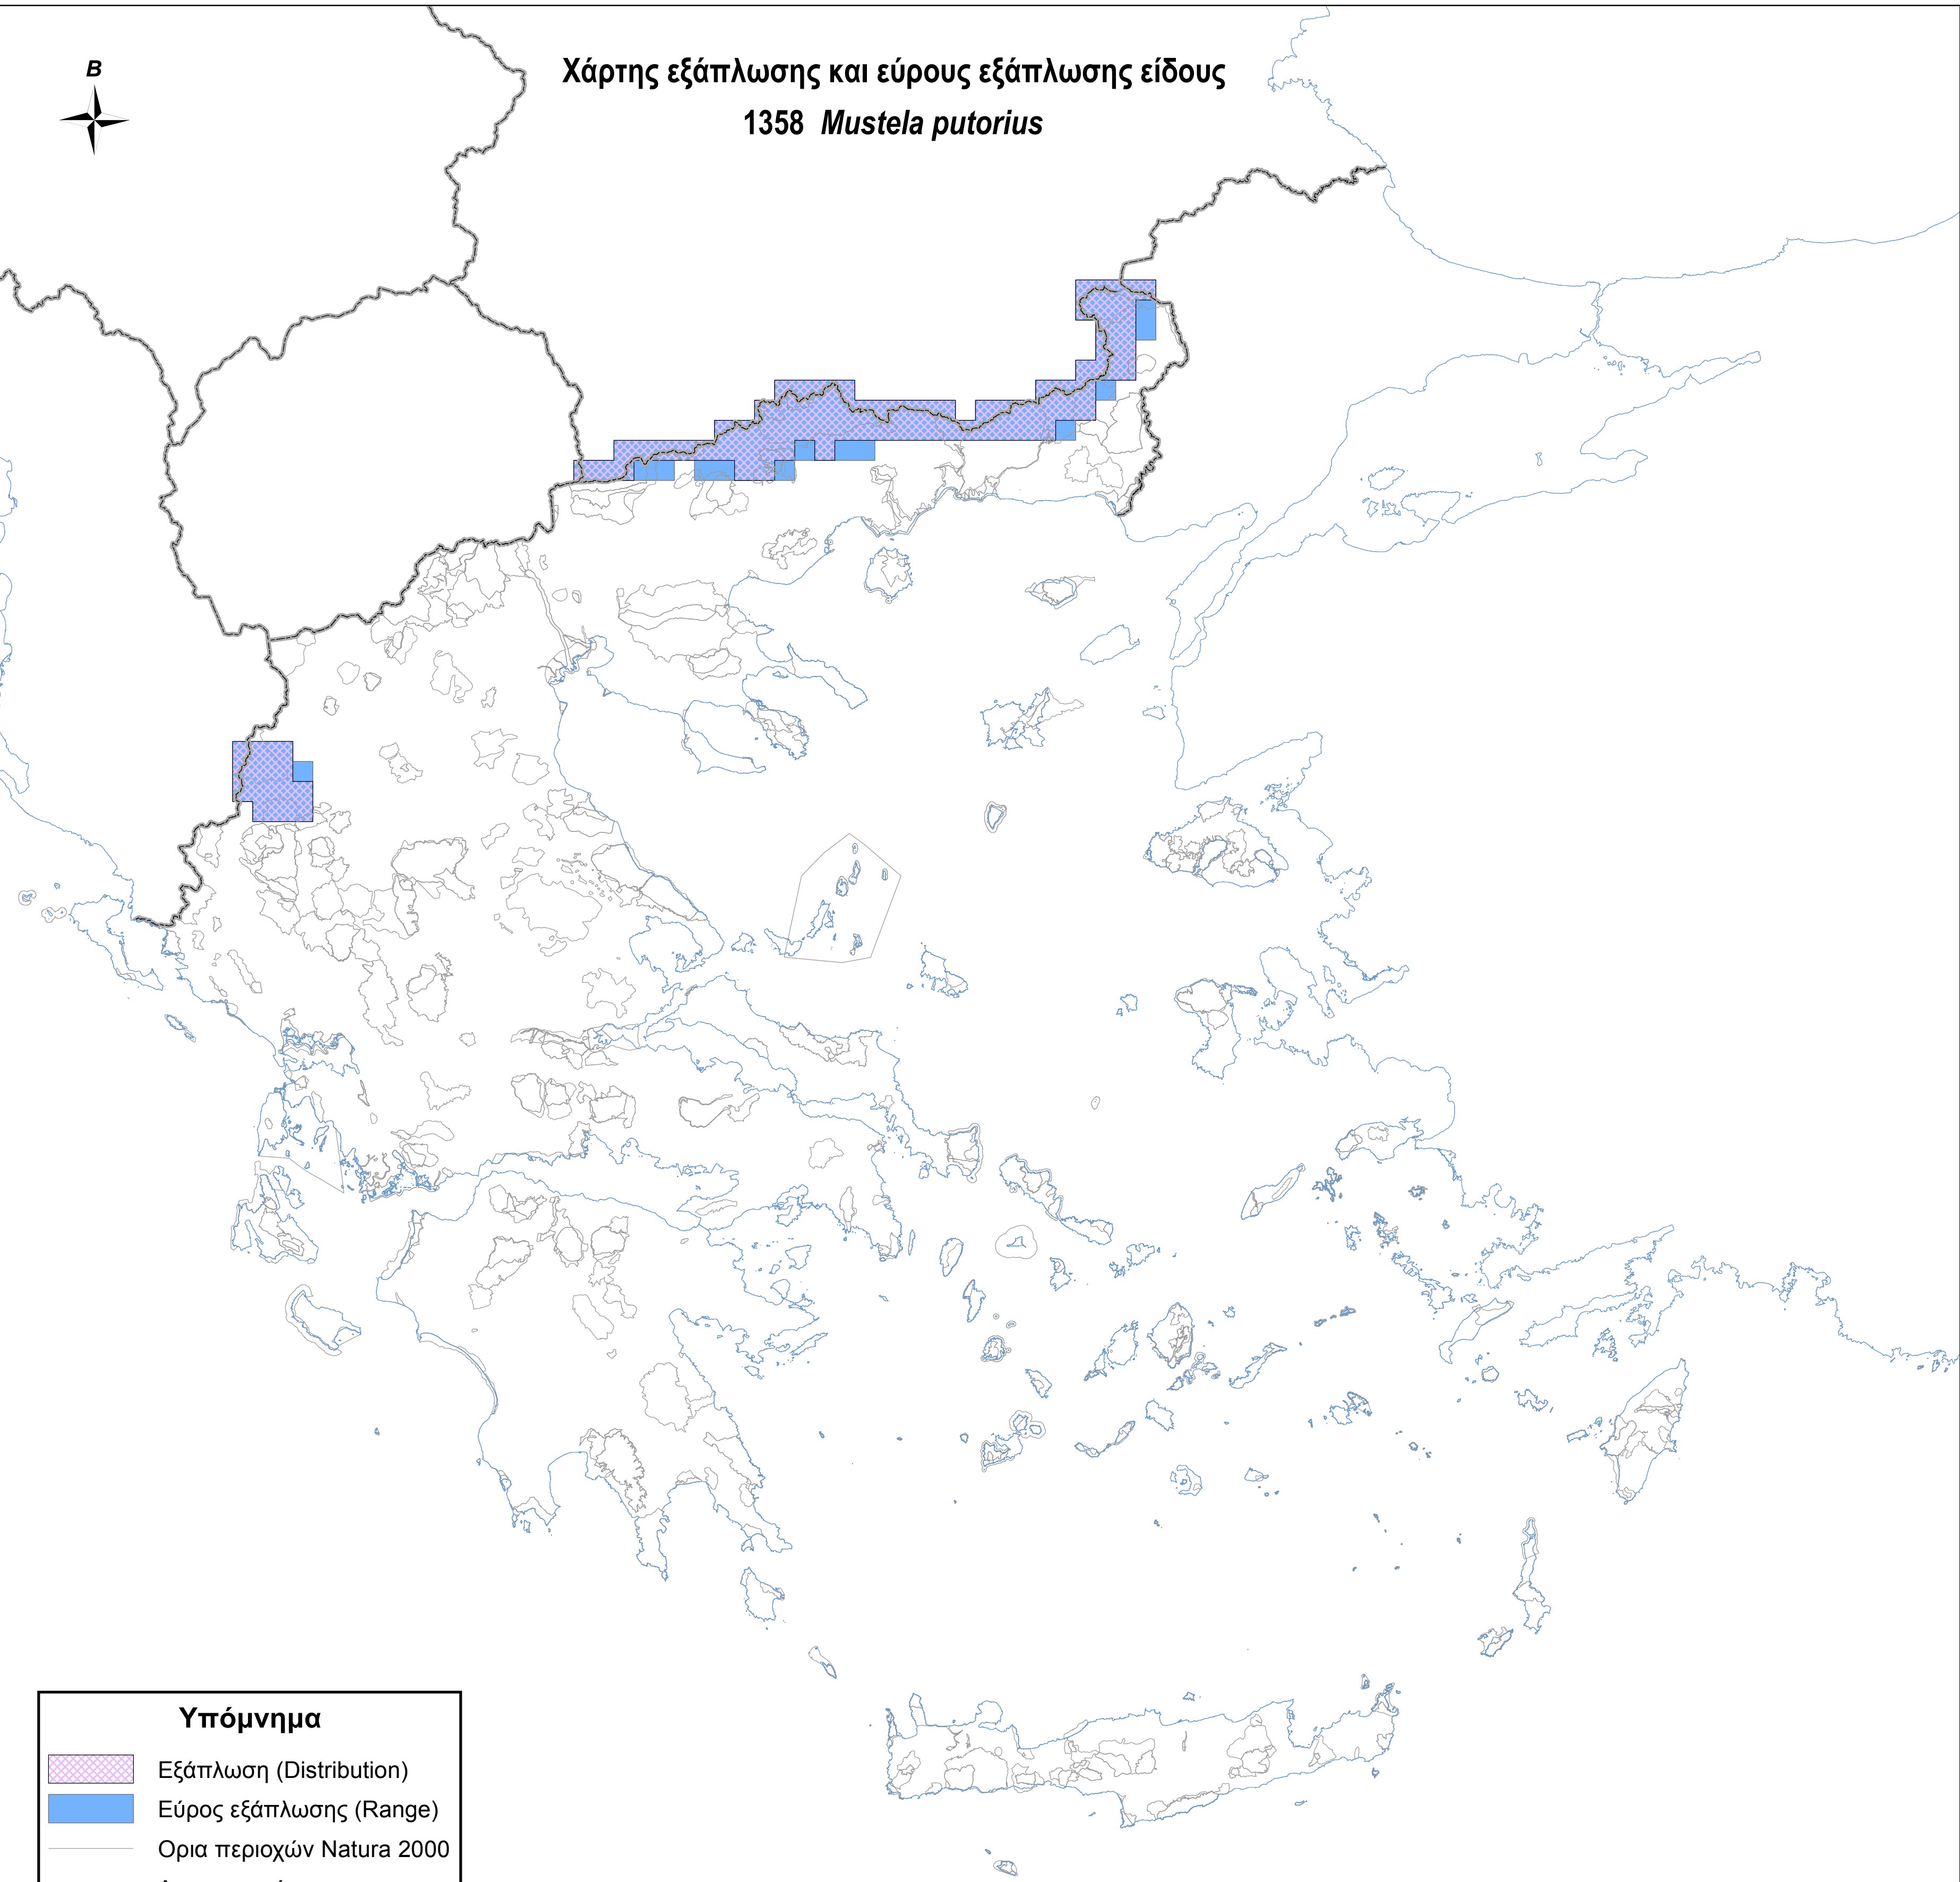 B
Χάρτης εξάπλωσης και εύρους εξάπλωσης είδους
1358 Mustela putorius
Υπόμνημα
Εξάπλωση (Distribution)
Εύρος εξάπλωσης (Range)
Ορια περιοχών Natura 2000